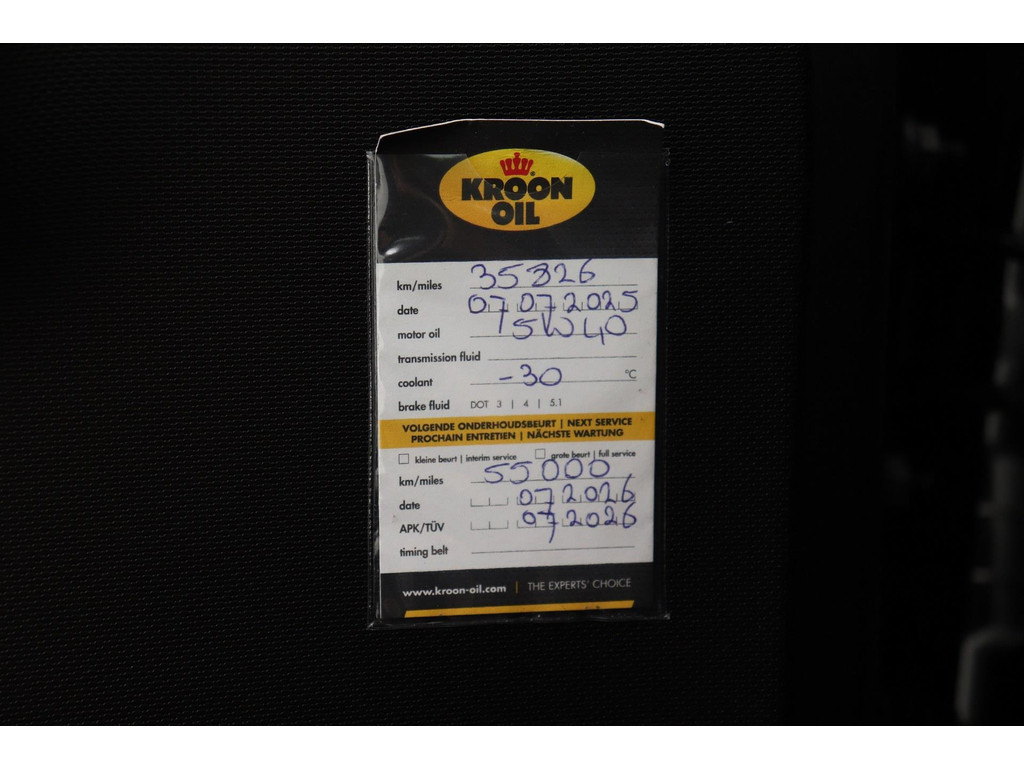 KROON
OIL
km/miles 35326
date 07 07 2025
motor oil 5W40
transmission fluid
coolant -30 °C
brake fluid DOT 3 | 4 | 5.1
VOLGENDE ONDERHOUDSBEURT | NEXT SERVICE
PROCHAIN ENTRETIEN | NÄCHSTE WARTUNG
kleine beurt | interim service grote beurt | full service
km/miles 55000
date 07 2026
APK/TÜV 07 2026
timing belt
www.kroon-oil.com | THE EXPERTS' CHOICE